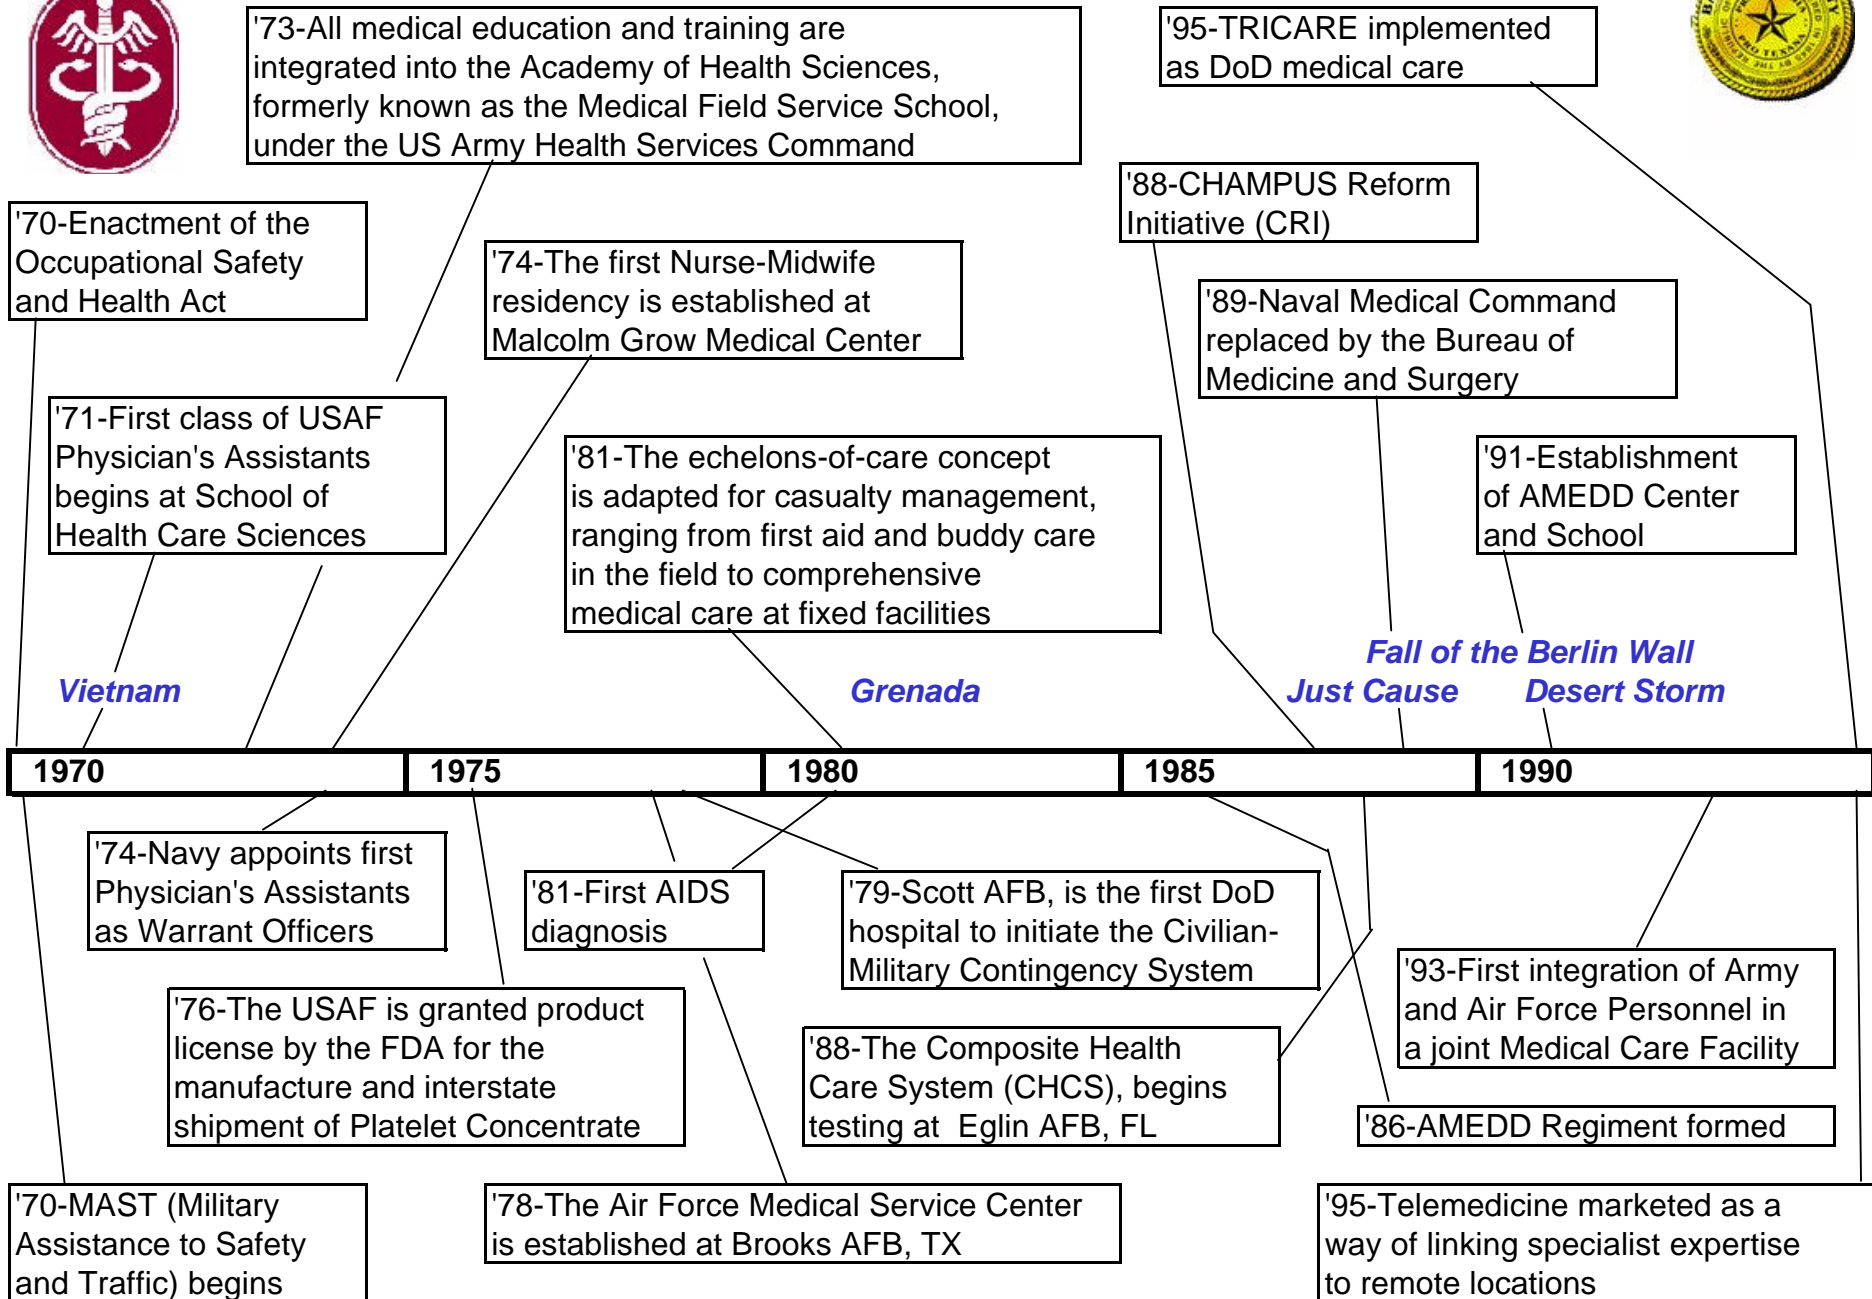 '73-All medical education and training are
integrated into the Academy of Health Sciences,
formerly known as the Medical Field Service School,
under the US Army Health Services Command
'95-TRICARE implemented
as DoD medical care
PRO TEXANA
'88-CHAMPUS Reform
Initiative (CRI)
'70-Enactment of the
Occupational Safety
and Health Act
'74-The first Nurse-Midwife
residency is established at
Malcolm Grow Medical Center
'89-Naval Medical Command
replaced by the Bureau of
Medicine and Surgery
'71-First class of USAF
Physician's Assistants
begins at School of
Health Care Sciences
'81-The echelons-of-care concept
is adapted for casualty management,
ranging from first aid and buddy care
in the field to comprehensive
medical care at fixed facilities
'91-Establishment
of AMEDD Center
and School
Fall of the Berlin Wall
Vietnam
Grenada
Just Cause
Desert Storm
1970
1975
1980
1985
1990
'74-Navy appoints first
Physician's Assistants
as Warrant Officers
'81-First AIDS
diagnosis
'79-Scott AFB, is the first DoD
hospital to initiate the Civilian-
Military Contingency System
'93-First integration of Army
and Air Force Personnel in
a joint Medical Care Facility
'76-The USAF is granted product
license by the FDA for the
manufacture and interstate
shipment of Platelet Concentrate
'88-The Composite Health
Care System (CHCS), begins
testing at  Eglin AFB, FL
'86-AMEDD Regiment formed
'70-MAST (Military
Assistance to Safety
and Traffic) begins
'78-The Air Force Medical Service Center
is established at Brooks AFB, TX
'95-Telemedicine marketed as a
way of linking specialist expertise
to remote locations